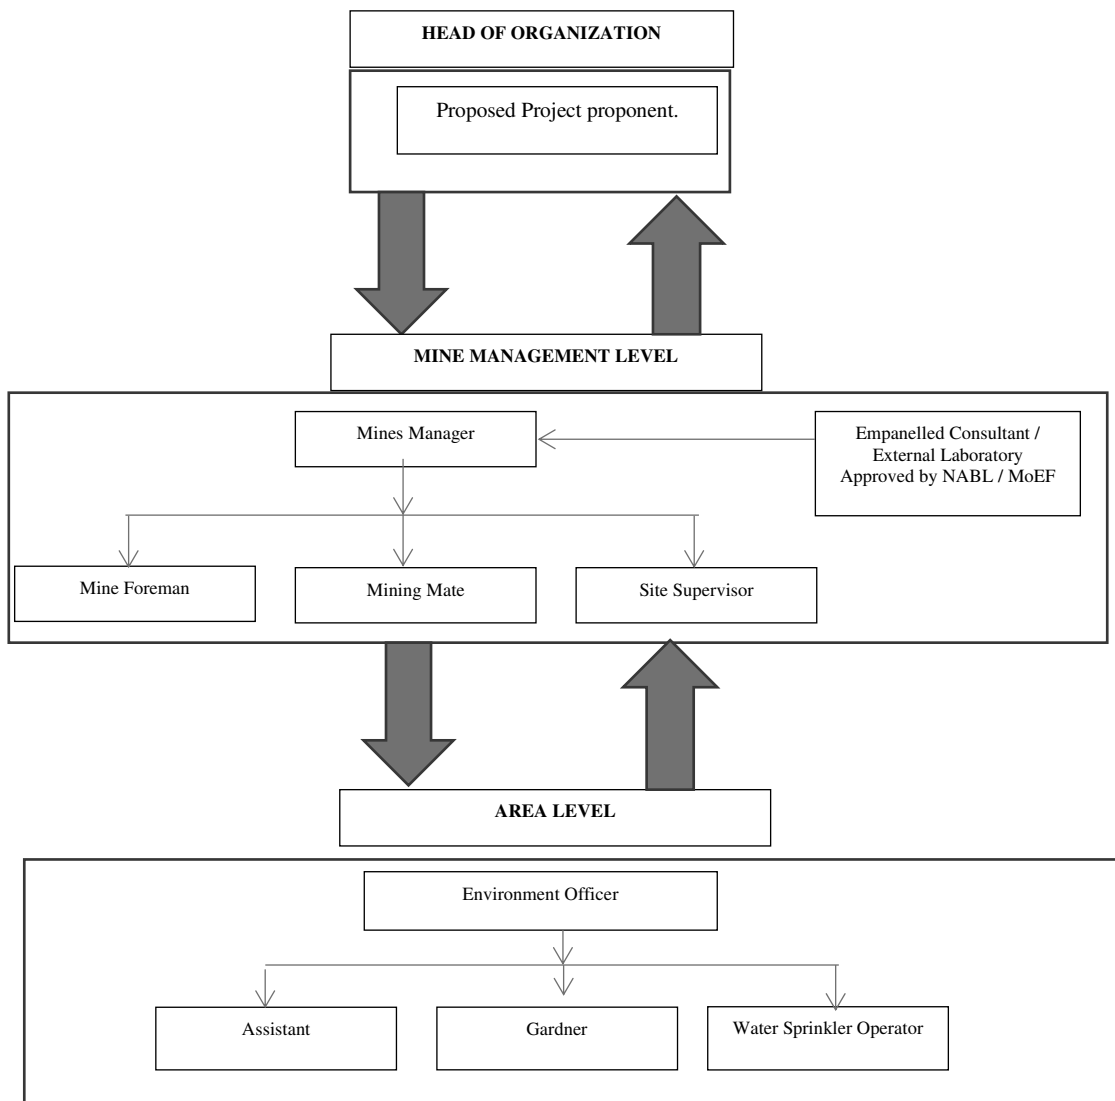 HEAD OF ORGANIZATION
Proposed Project proponent.
MINE MANAGEMENT LEVEL
Mines Manager
Empanelled Consultant /
External Laboratory
Approved by NABL / MoEF
Mine Foreman
Mining Mate
Site Supervisor
AREA LEVEL
Environment Officer
Assistant
Gardner
Water Sprinkler Operator